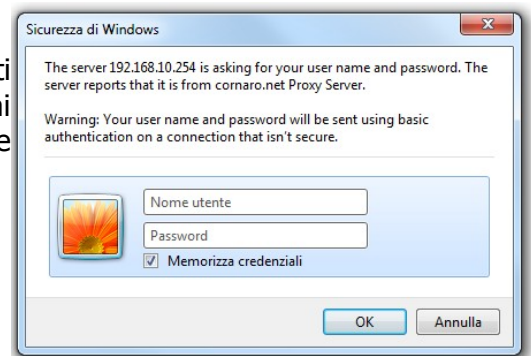 Sicurezza di Windows
The server 192.168.10.254 is asking for your user name and password. The
server reports that it is from cornaro.net Proxy Server.
Warning: Your user name and password will be sent using basic
authentication on a connection that isn't secure.
Nome utente
Password
Memorizza credenziali
OK Annulla